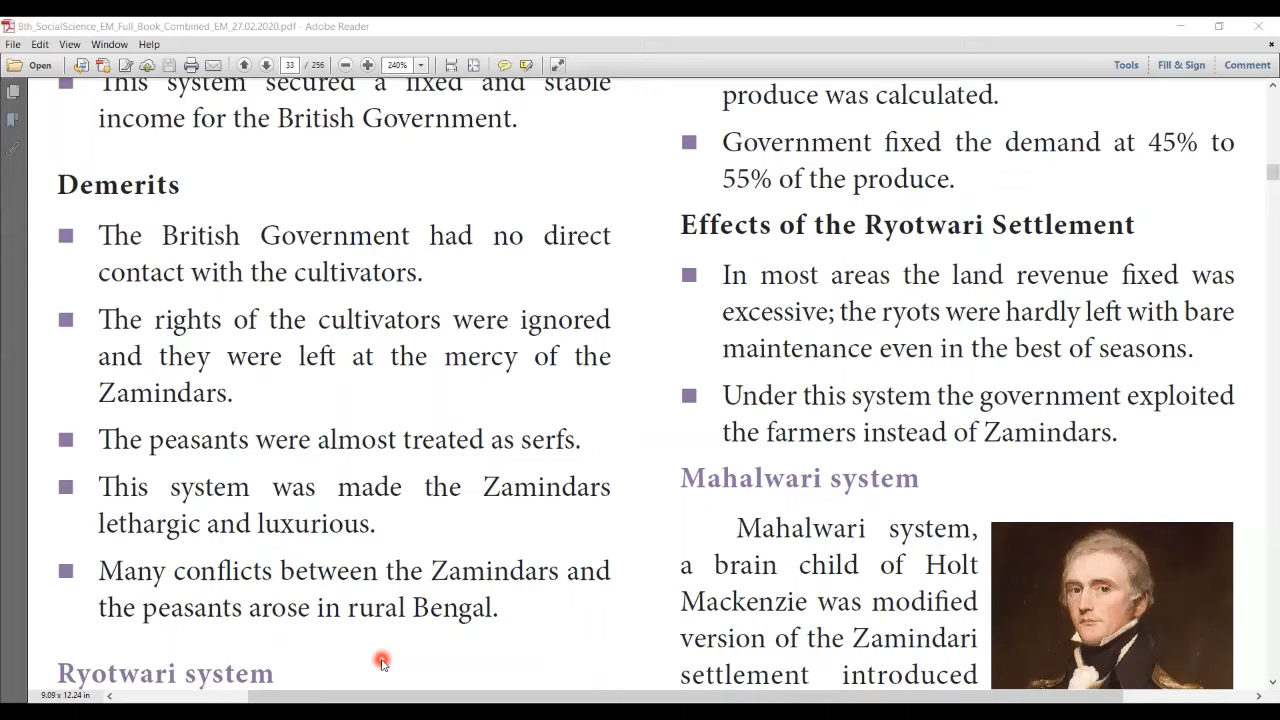 8th_SocialScience_EM_Full_Book_Combined_EM_27.02.2020.pdf - Adobe Reader
File Edit View Window Help
Open 33 / 256 240% Tools Fill & Sign Comment
This system secured a fixed and stable
income for the British Government.
Demerits
The British Government had no direct
contact with the cultivators.
The rights of the cultivators were ignored
and they were left at the mercy of the
Zamindars.
The peasants were almost treated as serfs.
This system was made the Zamindars
lethargic and luxurious.
Many conflicts between the Zamindars and
the peasants arose in rural Bengal.
Ryotwari system
produce was calculated.
Government fixed the demand at 45% to
55% of the produce.
Effects of the Ryotwari Settlement
In most areas the land revenue fixed was
excessive; the ryots were hardly left with bare
maintenance even in the best of seasons.
Under this system the government exploited
the farmers instead of Zamindars.
Mahalwari system
Mahalwari system,
a brain child of Holt
Mackenzie was modified
version of the Zamindari
settlement introduced
9.09 x 12.24 in